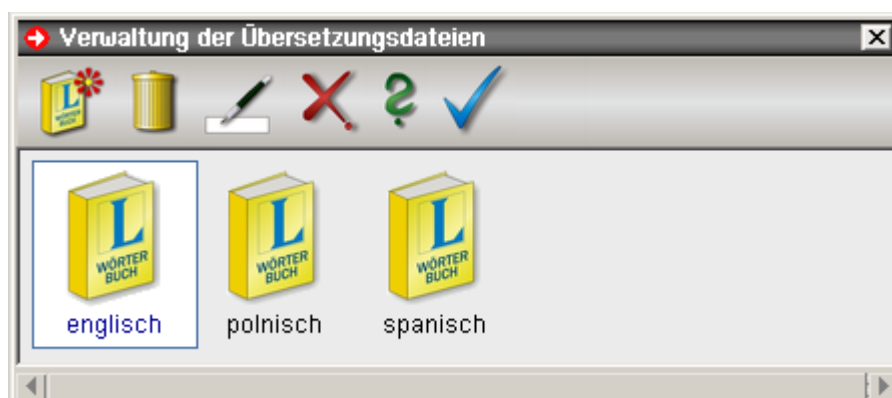 Verwaltung der Übersetzungsdateien
L
WÖRTER
BUCH
L
WÖRTER
BUCH
L
WÖRTER
BUCH
L
WÖRTER
BUCH
englisch
polnisch
spanisch